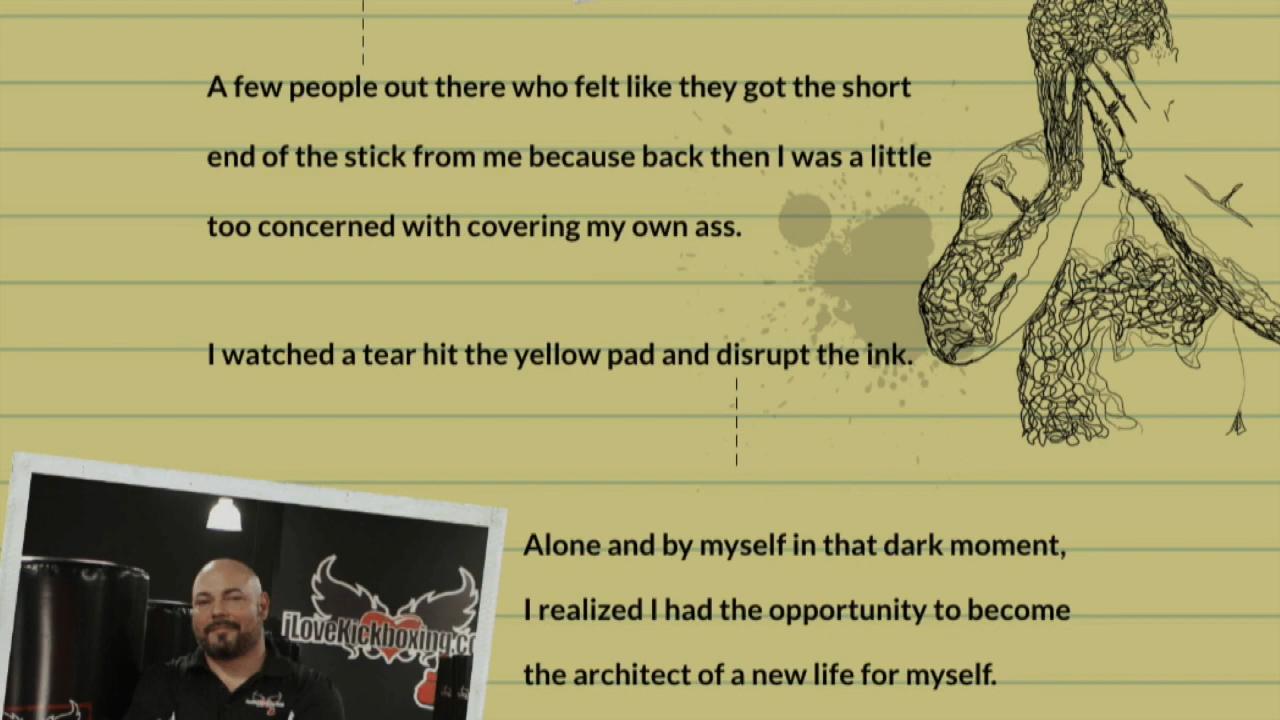 A few people out there who felt like they got the short
end of the stick from me because back then I was a little
too concerned with covering my own ass.
I watched a tear hit the yellow pad and disrupt the ink.
iLoveKickboxing.c
Alone and by myself in that dark moment,
I realized I had the opportunity to become
the architect of a new life for myself.